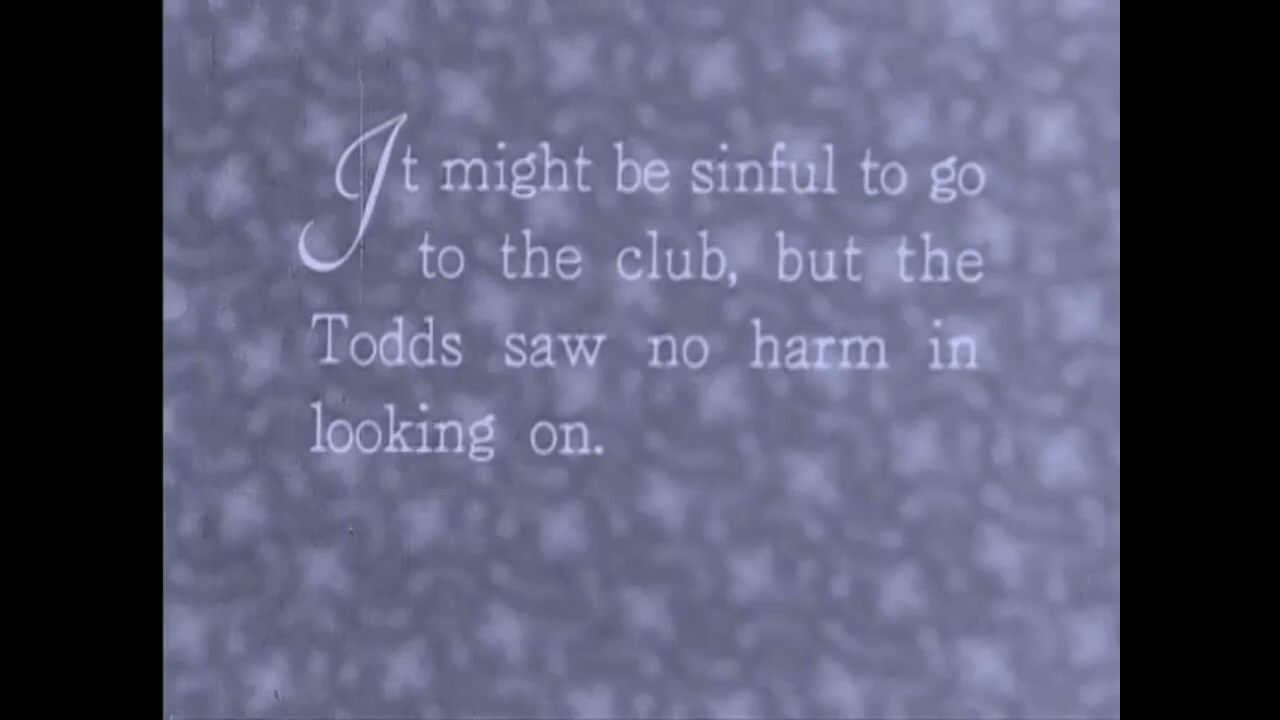 It might be sinful to go
to the club, but the
Todds saw no harm in
looking on.